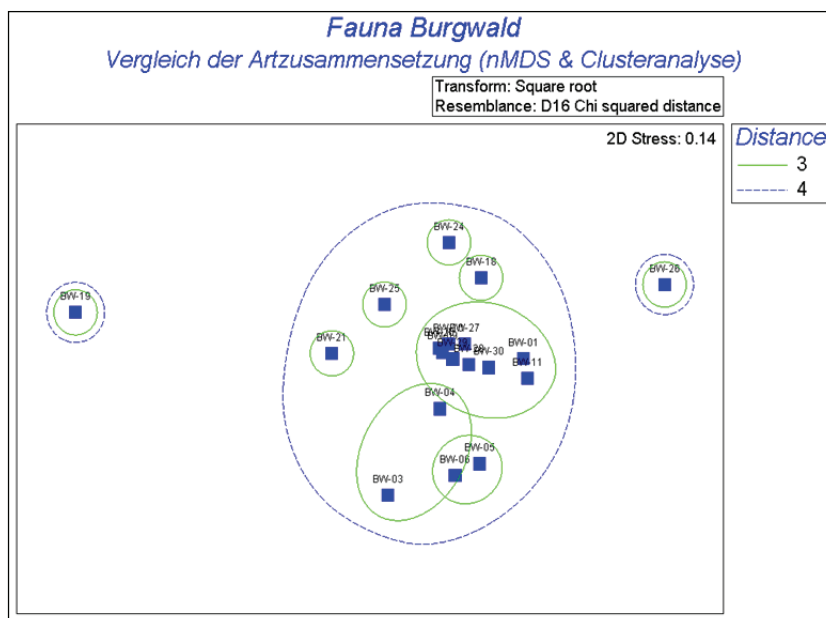 Fauna Burgwald
Vergleich der Artzusammensetzung (nMDS & Clusteranalyse)
Transform: Square root
Resemblance: D16 Chi squared distance
2D Stress: 0.14
Distance
3
4
BW-24
BW-18
BW-19
BW-26
BW-25
BW-27
BW-21
BW-30
BW-01
BW-11
BW-04
BW-05
BW-06
BW-03